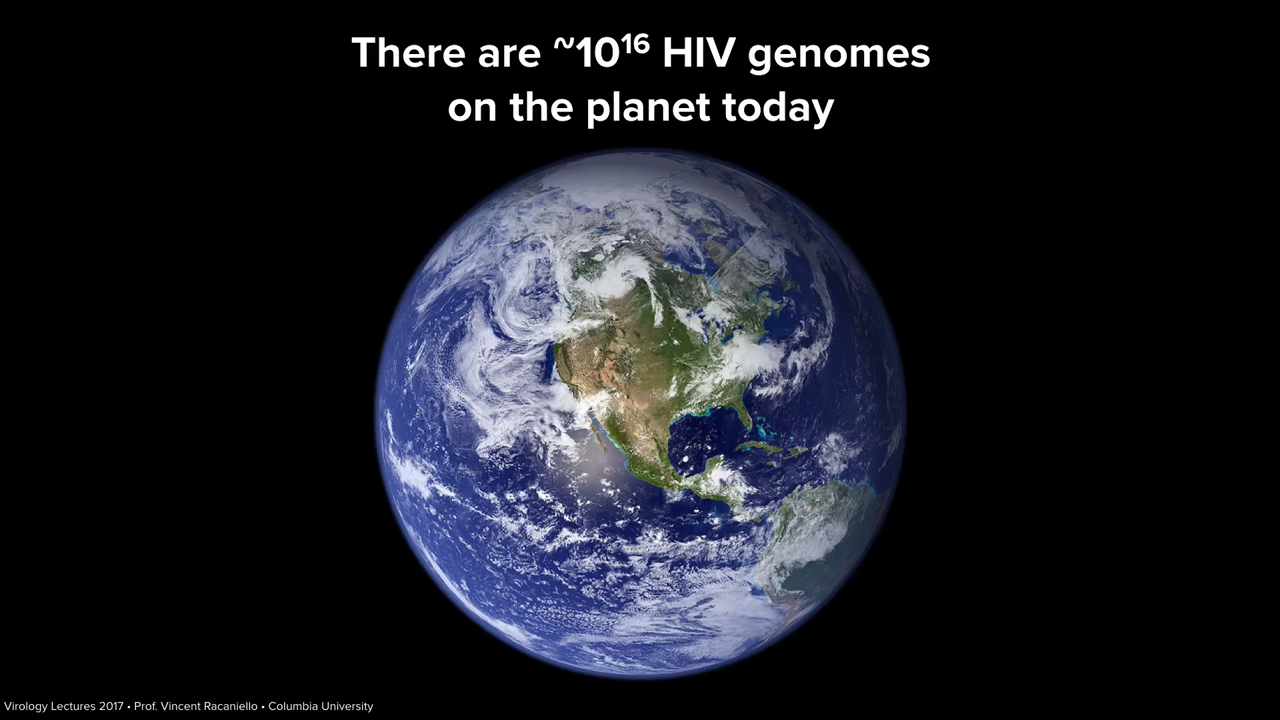 There are ~10¹⁶ HIV genomes
on the planet today
Virology Lectures 2017 • Prof. Vincent Racaniello • Columbia University